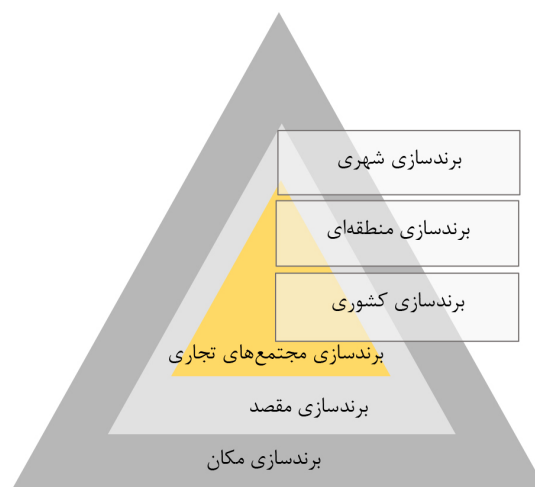 برندسازی شهری
برندسازی منطقه‌ای
برندسازی کشوری
برندسازی مجتمع‌های تجاری
برندسازی مقصد
برندسازی مکان